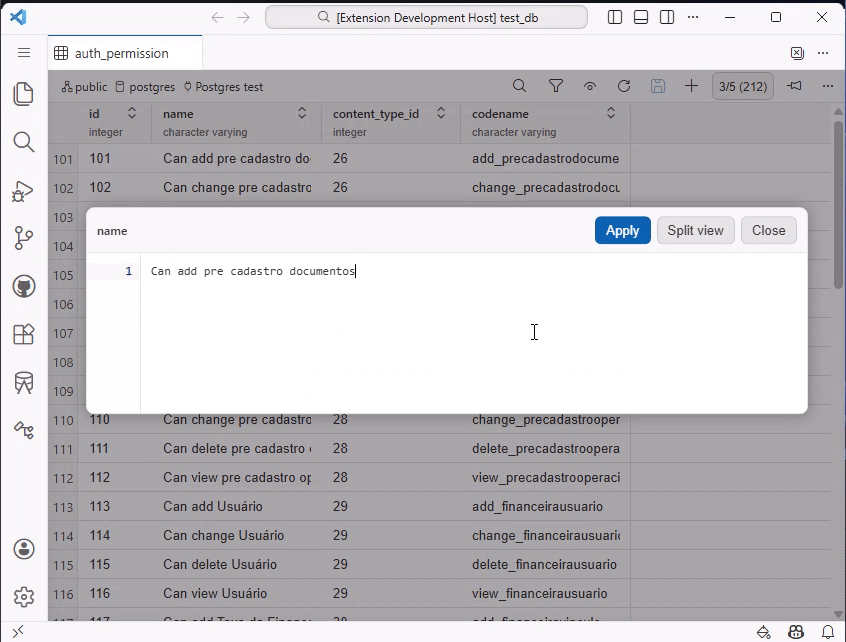 [Extension Development Host] test_db
auth_permission
public postgres Postgres test 3/5 (212)
id name content_type_id codename
integer character varying integer character varying
101 101 Can add pre cadastro do 26 add_precadastrodocume
102 102 Can change pre cadastro 26 change_precadastrodocu
103
name Apply Split view Close
104
105 1 Can add pre cadastro documentos
106
107
108
109
110 110 Can change pre cadastro 28 change_precadastrooper
111 111 Can delete pre cadastro 28 delete_precadastroopera
112 112 Can view pre cadastro op 28 view_precadastrooperaci
113 113 Can add Usuário 29 add_financeirausuario
114 114 Can change Usuário 29 change_financeirausuari
115 115 Can delete Usuário 29 delete_financeirausuario
116 116 Can view Usuário 29 view_financeirausuario